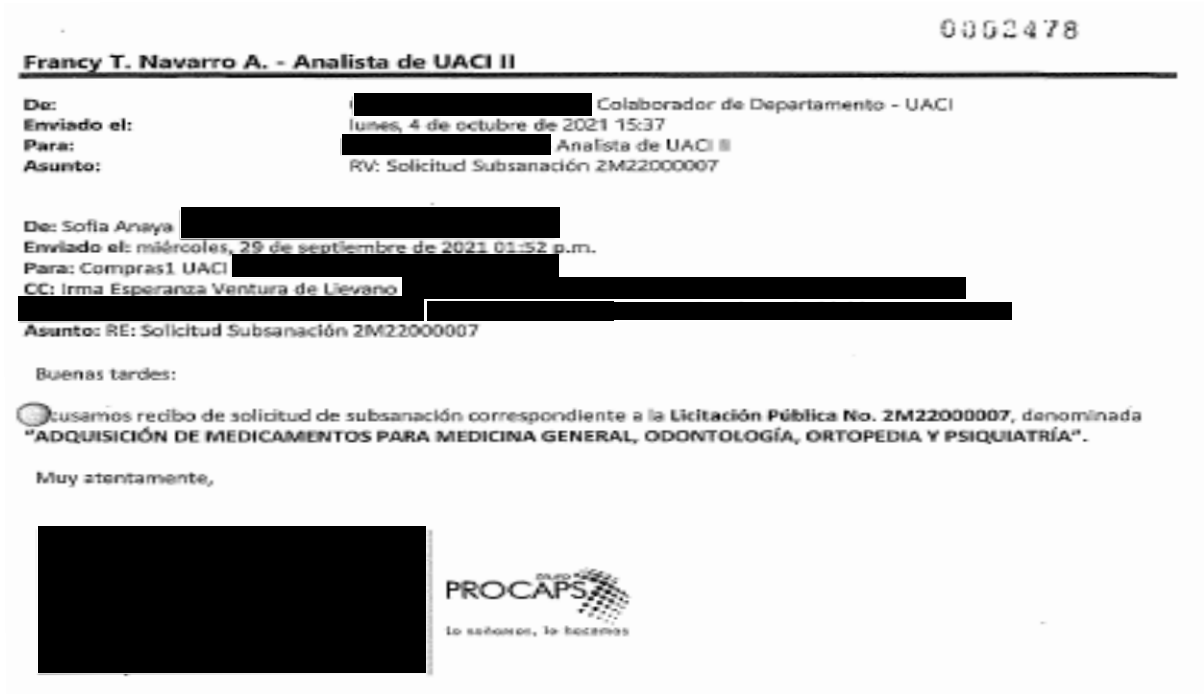 0002478
Francy T. Navarro A. - Analista de UACI II
De: Colaborador de Departamento - UACI
Enviado el: lunes, 4 de octubre de 2021 15:37
Para: Analista de UACI II
Asunto: RV: Solicitud Subsanación 2M22000007
De: Sofia Anaya
Enviado el: miércoles, 29 de septiembre de 2021 01:52 p.m.
Para: Compras1 UACI
CC: Irma Esperanza Ventura de Lievano
Asunto: RE: Solicitud Subsanación 2M22000007
Buenas tardes:
cusamos recibo de solicitud de subsanación correspondiente a la Licitación Pública No. 2M22000007, denominada
"ADQUISICIÓN DE MEDICAMENTOS PARA MEDICINA GENERAL, ODONTOLOGÍA, ORTOPEDIA Y PSIQUIATRÍA".
Muy atentamente,
GRUPO
PROCAPS
lo soñamos, lo hacemos